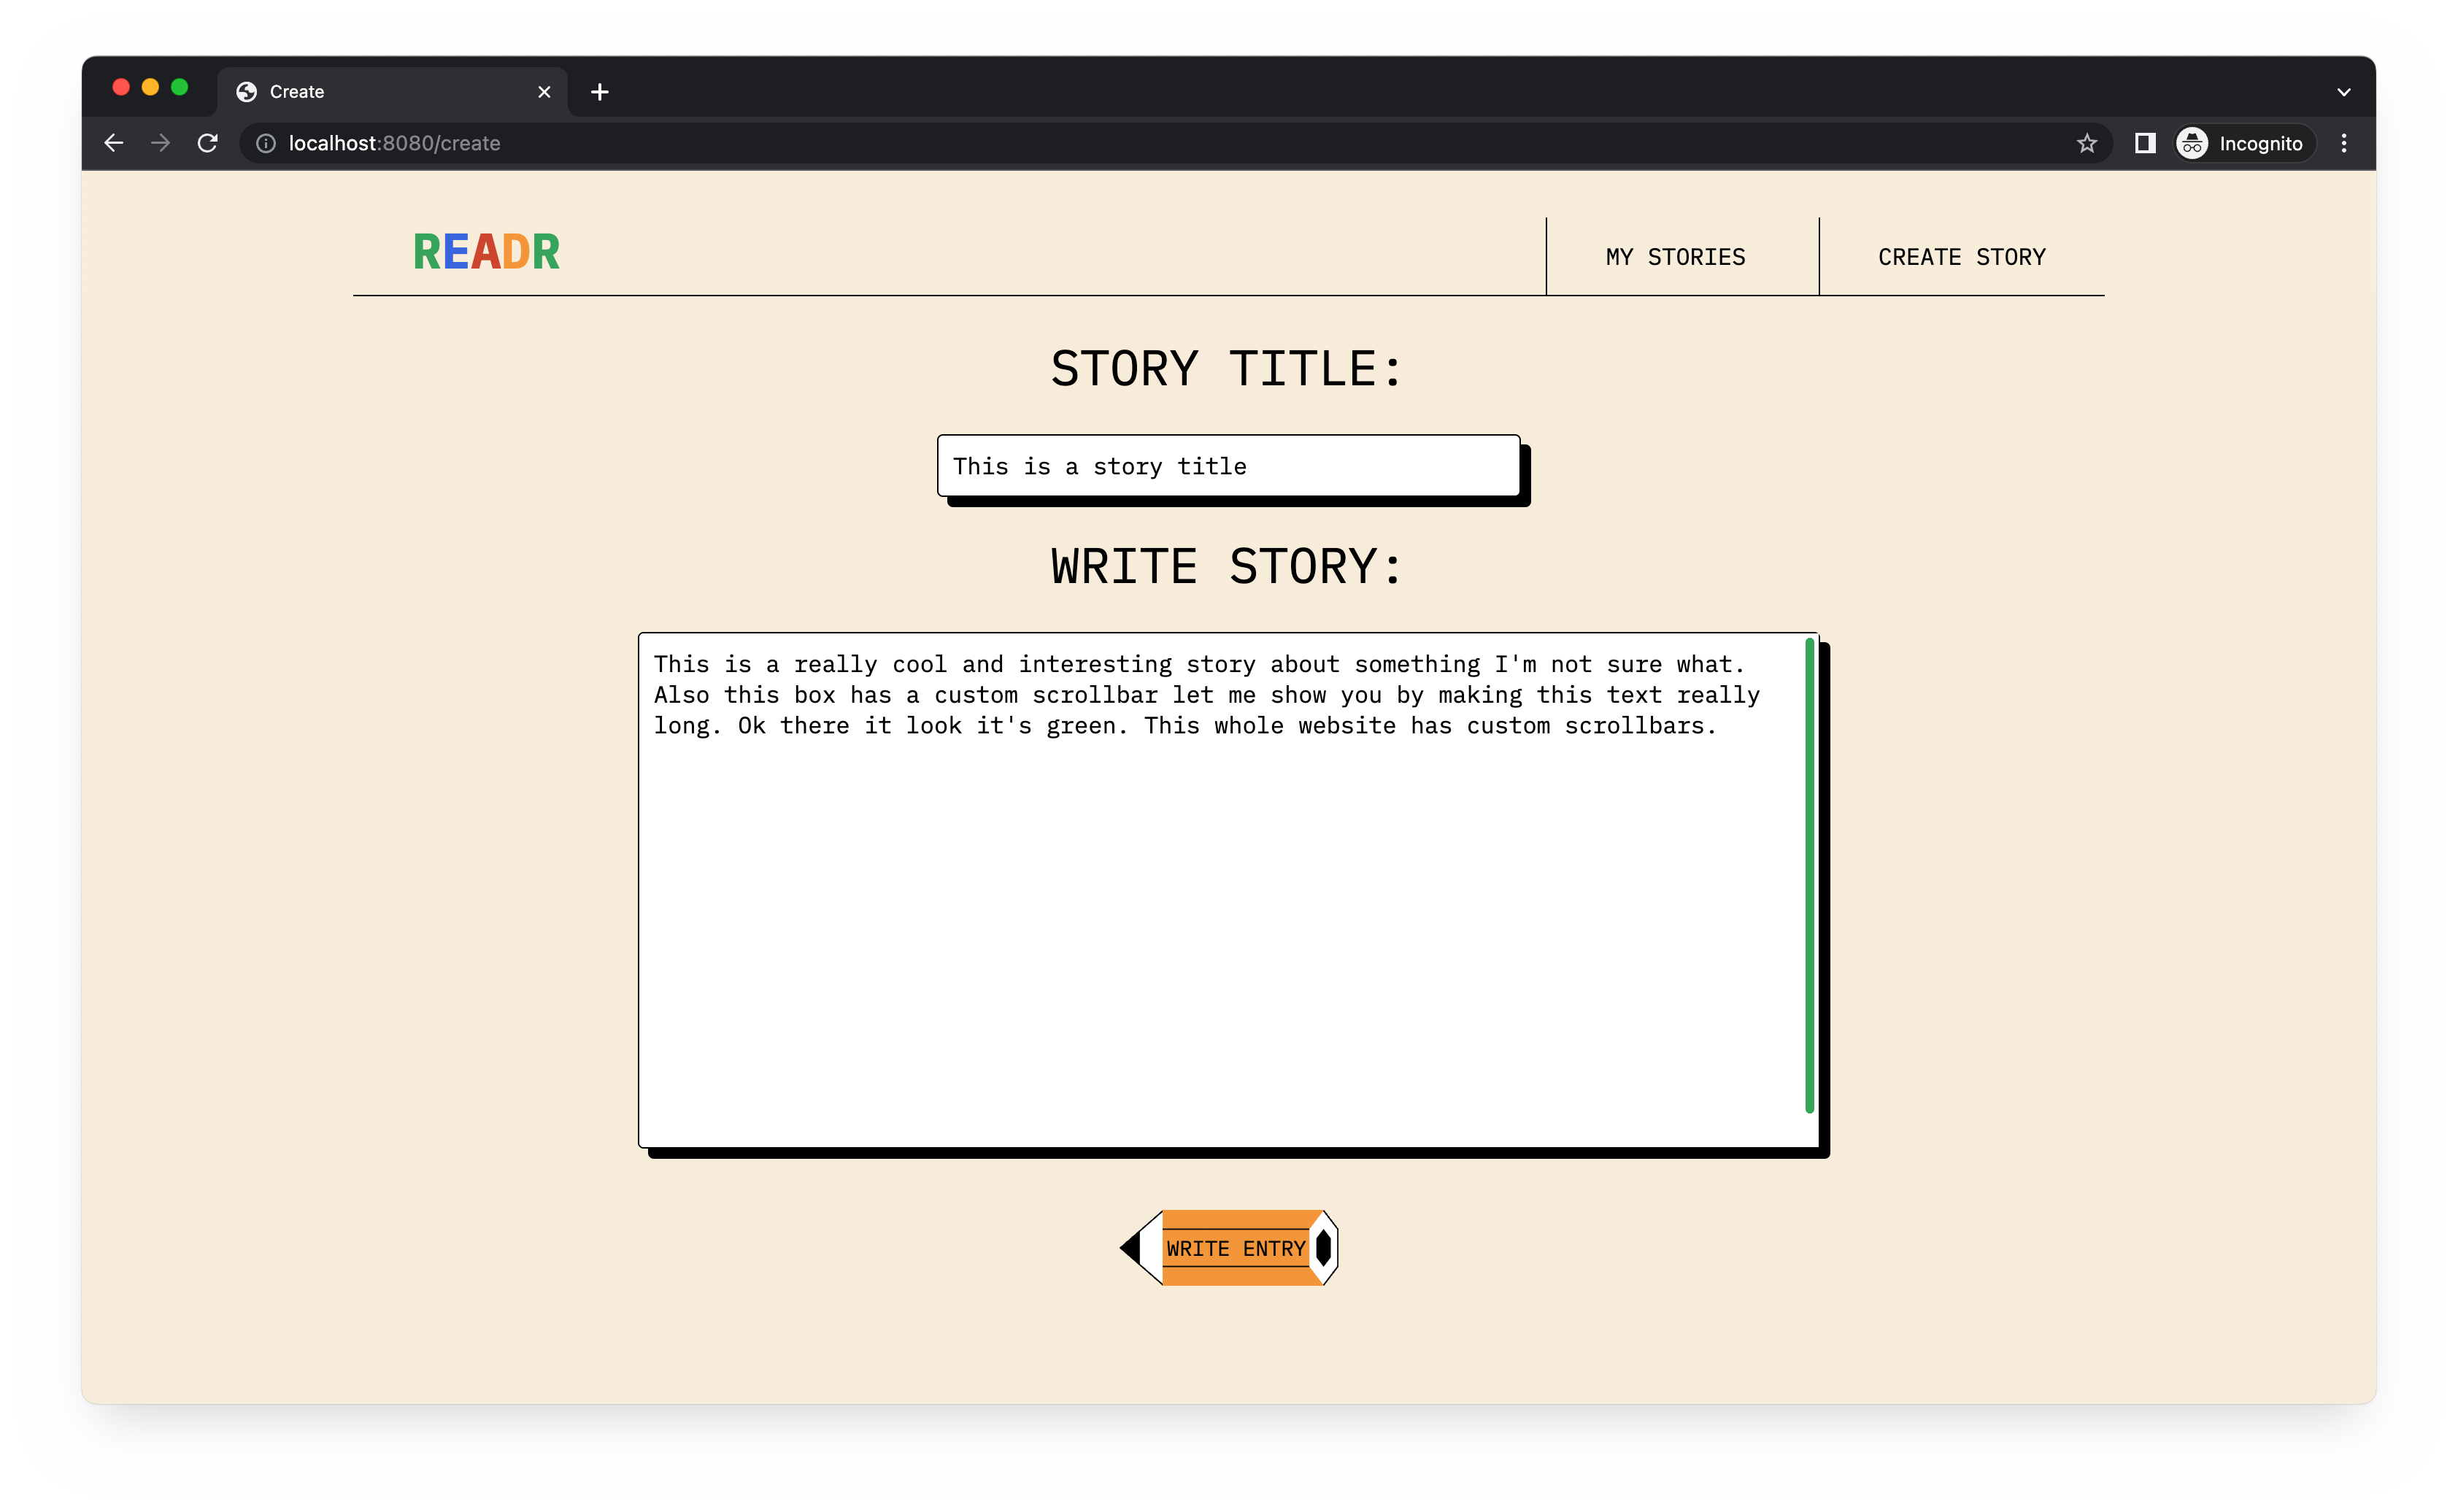 Create
localhost:8080/create
Incognito
READR
MY STORIES
CREATE STORY
STORY TITLE:
This is a story title
WRITE STORY:
This is a really cool and interesting story about something I'm not sure what.
Also this box has a custom scrollbar let me show you by making this text really
long. Ok there it look it's green. This whole website has custom scrollbars.
WRITE ENTRY